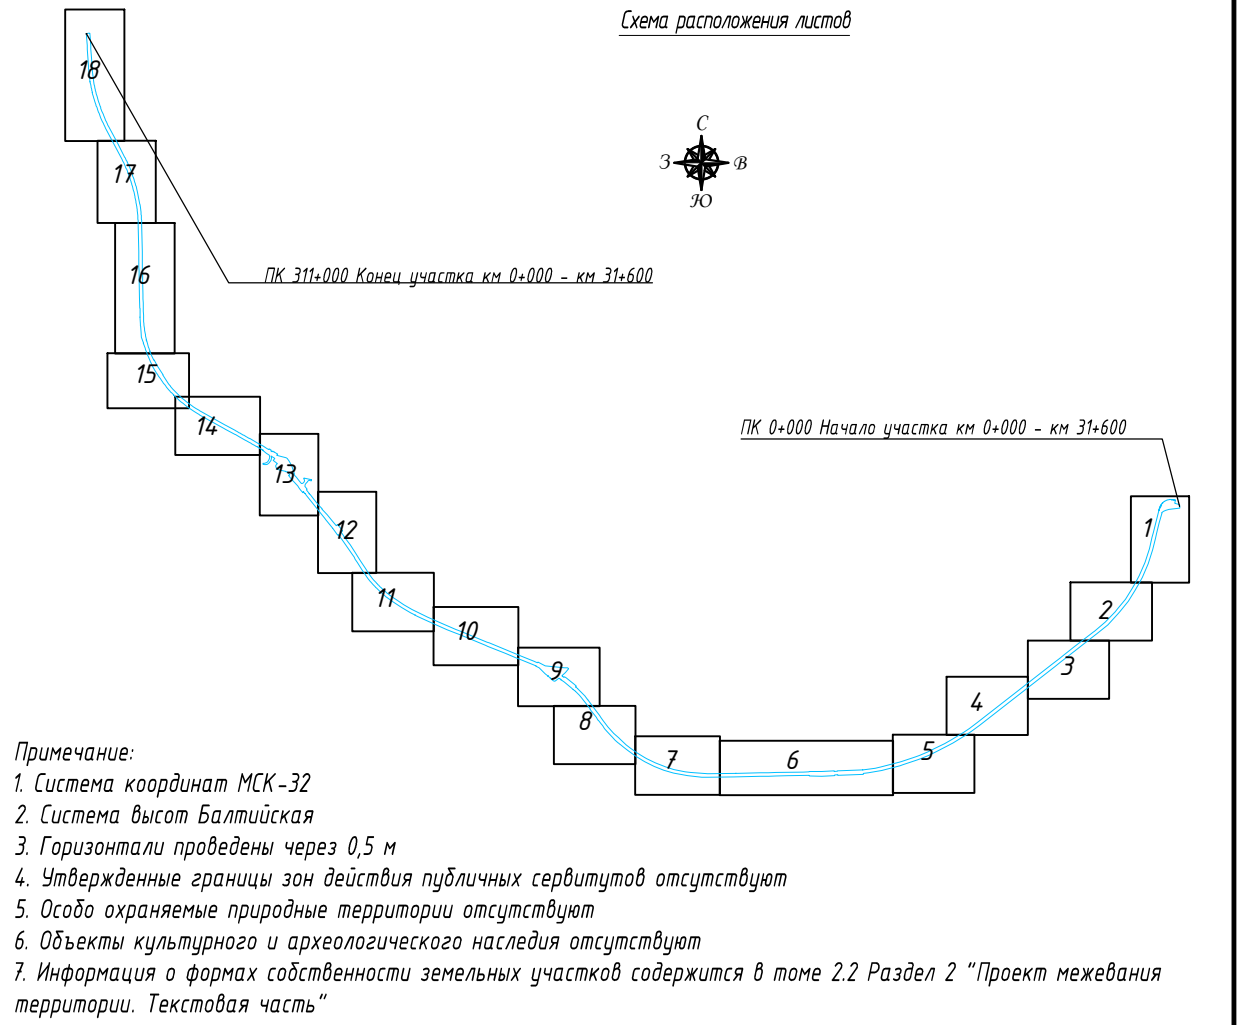 Схема расположения листов
18
С
З В
Ю
17
16
ПК 311+000 Конец участка км 0+000 - км 31+600
15
14
ПК 0+000 Начало участка км 0+000 - км 31+600
13
12
1
11
2
10
3
9
4
8
5
7
6
Примечание:
1. Система координат МСК-32
2. Система высот Балтийская
3. Горизонтали проведены через 0,5 м
4. Утвержденные границы зон действия публичных сервитутов отсутствуют
5. Особо охраняемые природные территории отсутствуют
6. Объекты культурного и археологического наследия отсутствуют
7. Информация о формах собственности земельных участков содержится в томе 2.2 Раздел 2 "Проект межевания
территории. Текстовая часть"